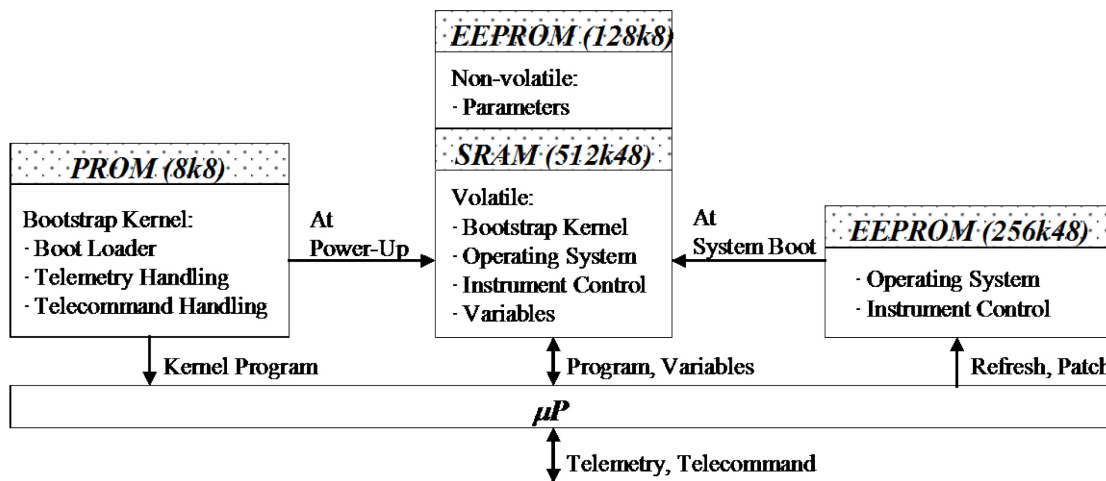 EEPROM (128k8)
Non-volatile:
- Parameters
SRAM (512k48)
Volatile:
- Bootstrap Kernel
- Operating System
- Instrument Control
- Variables
PROM (8k8)
Bootstrap Kernel:
- Boot Loader
- Telemetry Handling
- Telecommand Handling
At
Power-Up
At
System Boot
EEPROM (256k48)
- Operating System
- Instrument Control
Kernel Program
Program, Variables
Refresh, Patch
μP
Telemetry, Telecommand